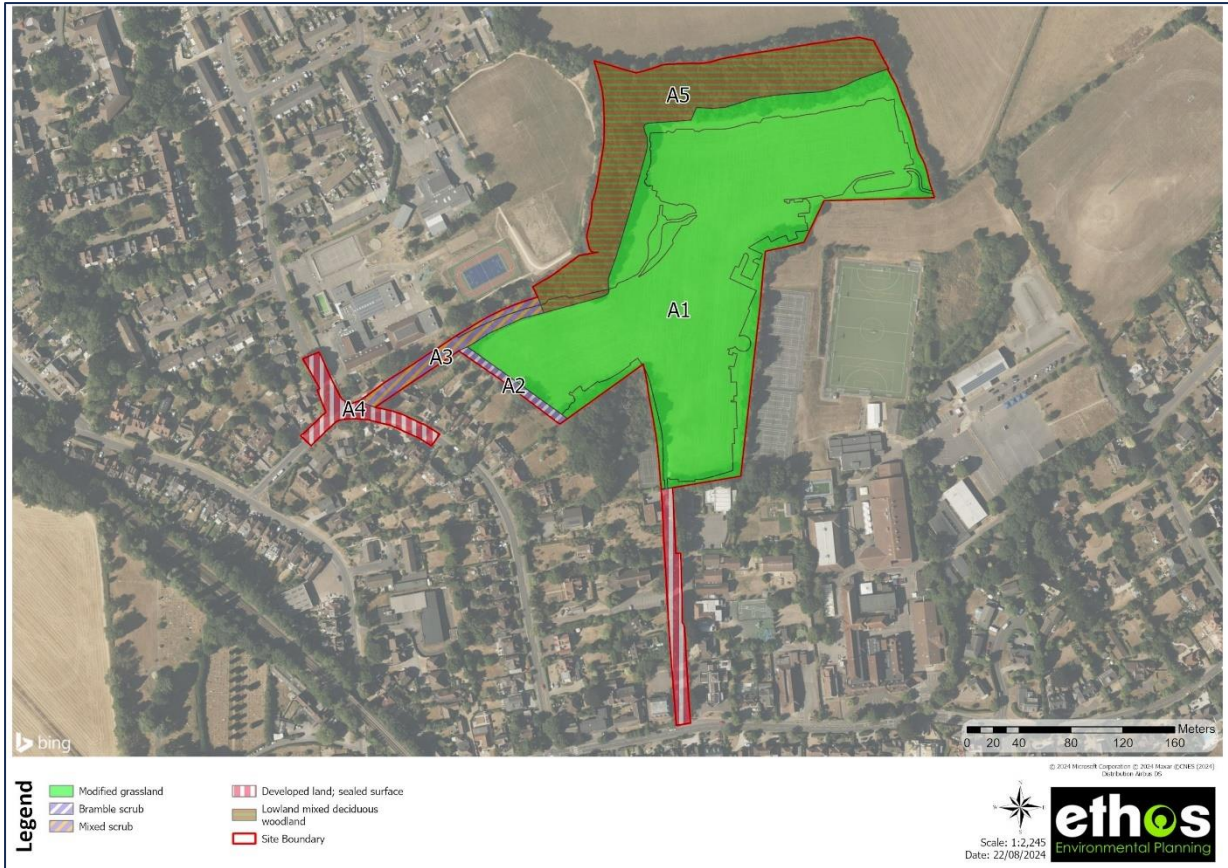 A5
A1
A3
A2
A4
bing
Meters
0 20 40 80 120 160
© 2024 Microsoft Corporation © 2024 Maxar ©CNES (2024)
Distribution Airbus DS
Legend
Modified grassland
Bramble scrub
Mixed scrub
Developed land; sealed surface
Lowland mixed deciduous
woodland
Site Boundary
Scale: 1:2,245
Date: 22/08/2024
ethos
Environmental Planning